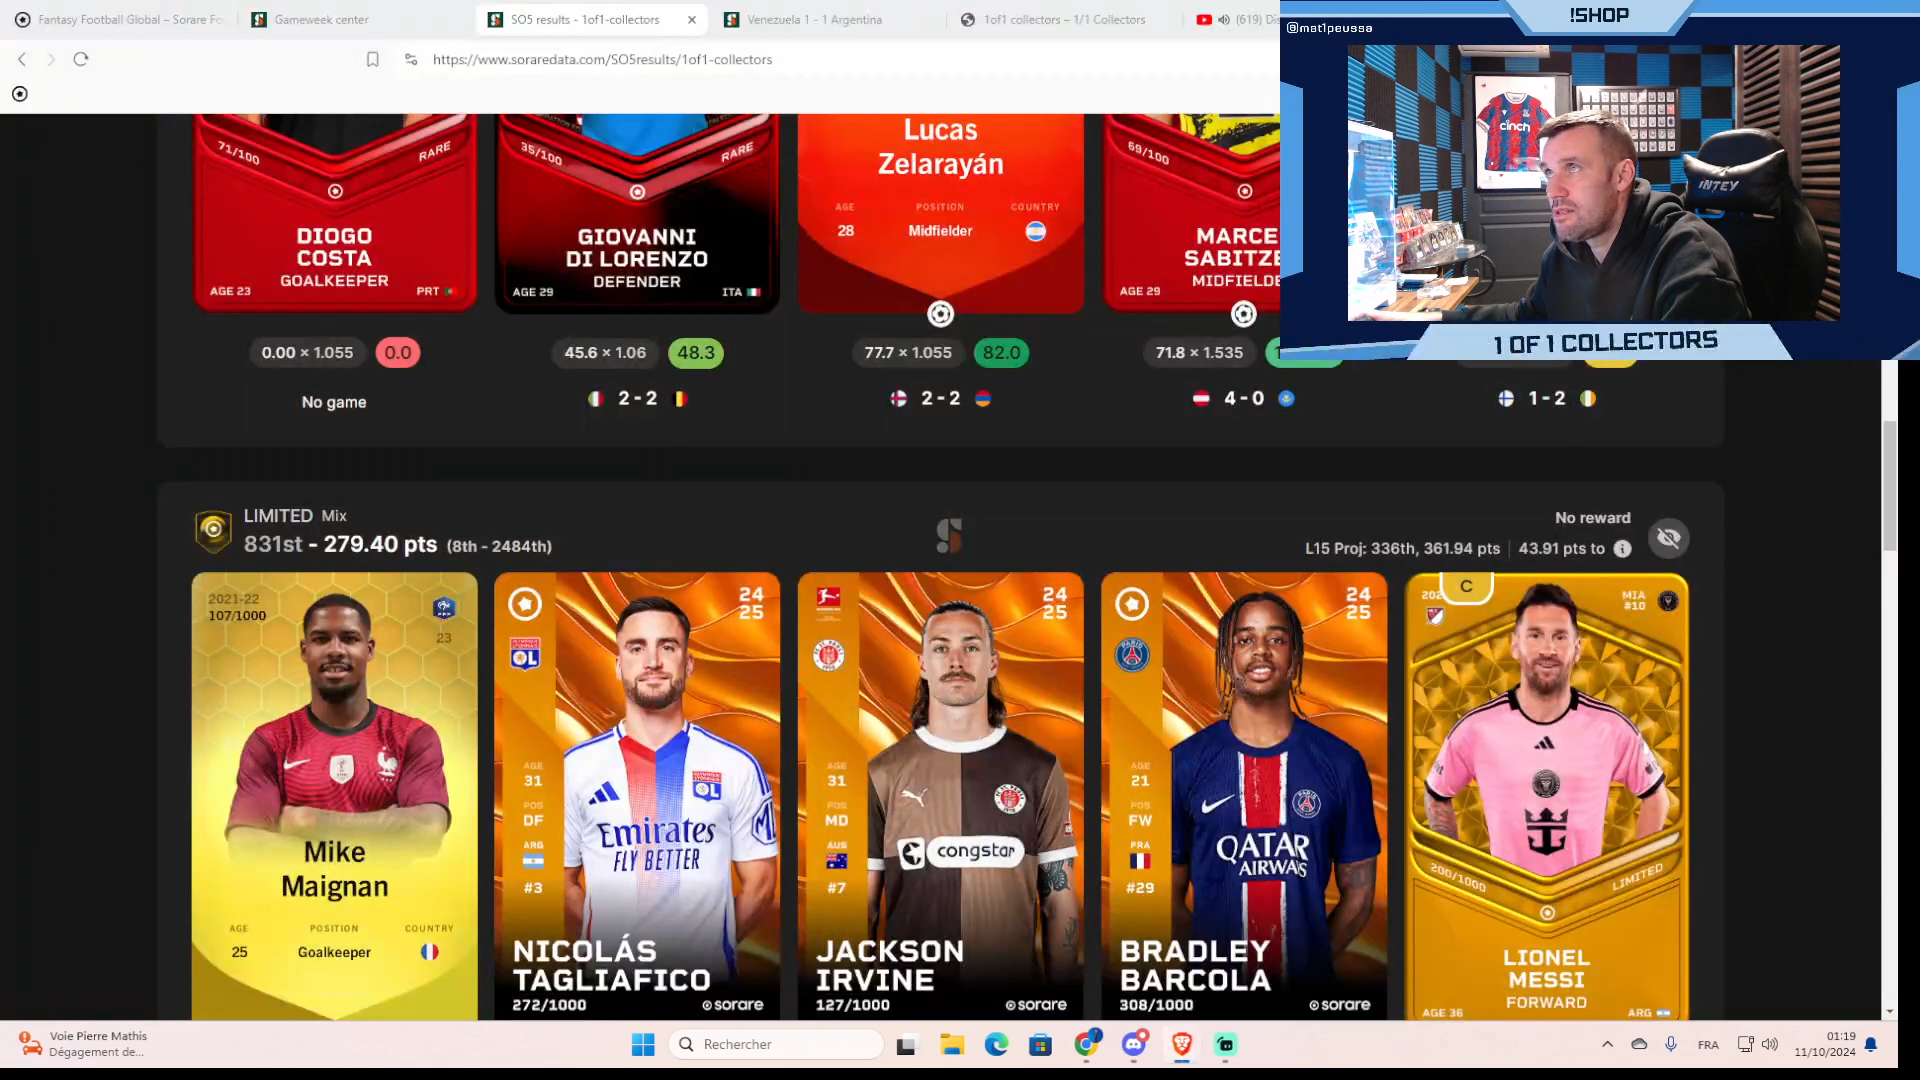 Fantasy Football Global – Sorare Fo
Gameweek center
SO5 results - 1of1-collectors
Venezuela 1 - 1 Argentina
1of1 collectors – 1/1 Collectors
(619) Dis
https://www.soraredata.com/SO5results/1of1-collectors
!SHOP
@mat1peussa
cinch
INTEY
1 OF 1 COLLECTORS
71/100
RARE
DIOGO
COSTA
GOALKEEPER
AGE 23
PRT
35/100
RARE
GIOVANNI
DI LORENZO
DEFENDER
AGE 29
ITA
Lucas
Zelarayán
AGE
POSITION
COUNTRY
28
Midfielder
69/100
MARCE
SABITZE
MIDFIELDE
AGE 29
0.00 × 1.055
0.0
45.6 × 1.06
48.3
77.7 × 1.055
82.0
71.8 × 1.535
No game
2 - 2
2 - 2
4 - 0
1 - 2
LIMITED Mix
831st - 279.40 pts (8th - 2484th)
No reward
L15 Proj: 336th, 361.94 pts
43.91 pts to
2021-22
107/1000
23
Mike
Maignan
AGE
POSITION
COUNTRY
25
Goalkeeper
24
25
OL
AGE
31
POS
DF
ARG
#3
Emirates
FLY BETTER
NICOLÁS
TAGLIAFICO
272/1000
sorare
24
25
AGE
31
POS
MD
AUS
#7
congstar
JACKSON
IRVINE
127/1000
sorare
24
25
PARIS
AGE
21
POS
FW
FRA
#29
QATAR
AIRWAYS
BRADLEY
BARCOLA
308/1000
sorare
C
202
MIA
#10
200/1000
LIMITED
LIONEL
MESSI
FORWARD
AGE 36
ARG
Voie Pierre Mathis
Dégagement de...
Rechercher
FRA
01:19
11/10/2024